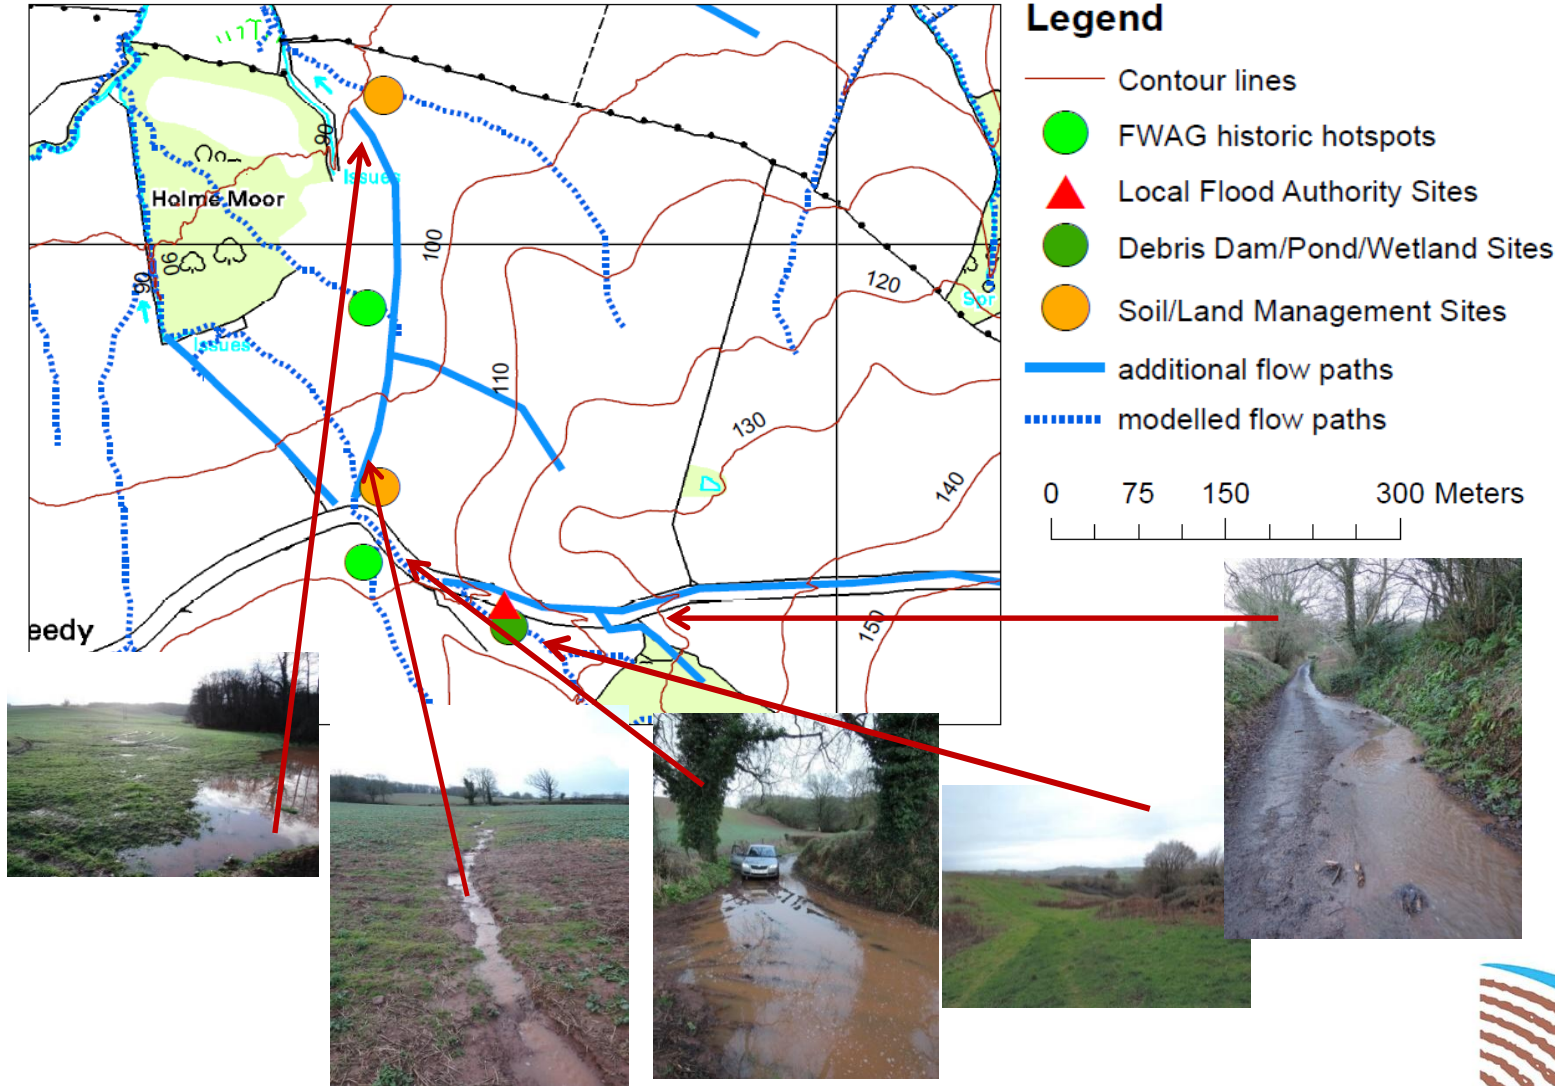 Legend
Contour lines
FWAG historic hotspots
Local Flood Authority Sites
Debris Dam/Pond/Wetland Sites
Soil/Land Management Sites
additional flow paths
modelled flow paths
0 75 150 300 Meters
90
Issues
Holme Moor
100
90
90
120
Spr
Issues
110
130
140
150
eedy